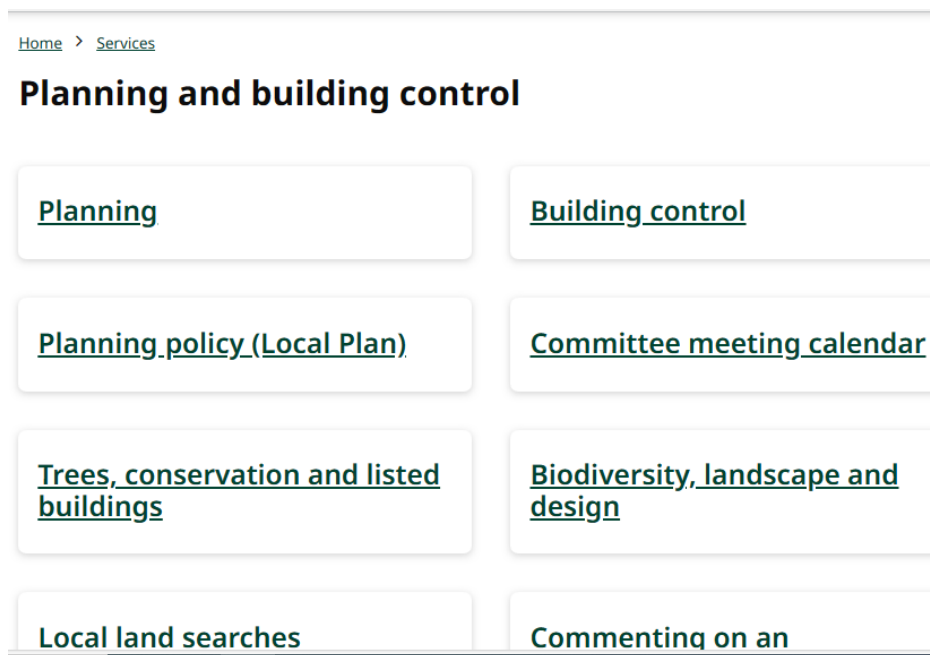 Home > Services
Planning and building control
Planning
Building control
Planning policy (Local Plan)
Committee meeting calendar
Trees, conservation and listed
buildings
Biodiversity, landscape and
design
Local land searches
Commenting on an